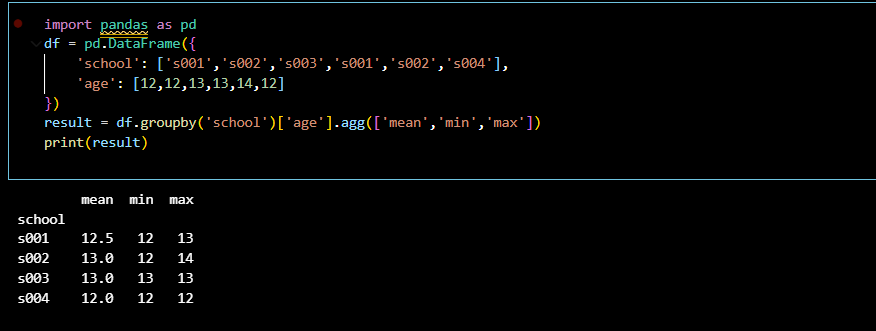 import pandas as pd
df = pd.DataFrame({
    'school': ['s001','s002','s003','s001','s002','s004'],
    'age': [12,12,13,13,14,12]
})
result = df.groupby('school')['age'].agg(['mean','min','max'])
print(result)
        mean  min  max
school
s001    12.5   12   13
s002    13.0   12   14
s003    13.0   13   13
s004    12.0   12   12